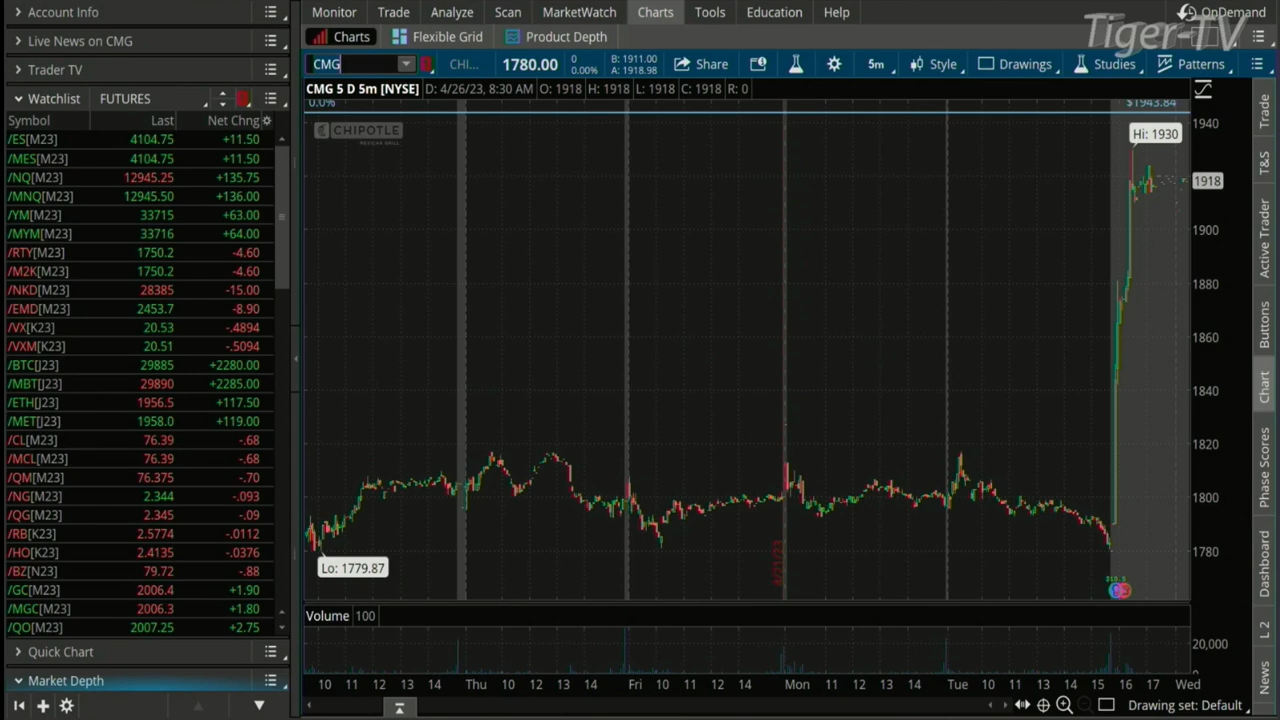 Account Info
Monitor Trade Analyze Scan MarketWatch Charts Tools Education Help OnDemand
Tiger-TV
Live News on CMG
Charts Flexible Grid Product Depth
Trader TV
CMG CHI... 1780.00 0 0.00% B: 1911.00 A: 1918.98 Share 5m Style Drawings Studies Patterns
Watchlist FUTURES
CMG 5 D 5m [NYSE] D: 4/26/23, 8:30 AM O: 1918 H: 1918 L: 1918 C: 1918 R: 0
Symbol Last Net Chng
/ES[M23] 4104.75 +11.50
/MES[M23] 4104.75 +11.50
/NQ[M23] 12945.25 +135.75
/MNQ[M23] 12945.50 +136.00
/YM[M23] 33715 +63.00
/MYM[M23] 33716 +64.00
/RTY[M23] 1750.2 -4.60
/M2K[M23] 1750.2 -4.60
/NKD[M23] 28385 -15.00
/EMD[M23] 2453.7 -8.90
/VX[K23] 20.53 -.4894
/VXM[K23] 20.51 -.5094
/BTC[J23] 29885 +2280.00
/MBT[J23] 29890 +2285.00
/ETH[J23] 1956.5 +117.50
/MET[J23] 1958.0 +119.00
/CL[M23] 76.39 -.68
/MCL[M23] 76.39 -.68
/QM[M23] 76.375 -.70
/NG[M23] 2.344 -.093
/QG[M23] 2.345 -.09
/RB[K23] 2.5774 -.0112
/HO[K23] 2.4135 -.0376
/BZ[N23] 79.72 -.88
/GC[M23] 2006.4 +1.90
/MGC[M23] 2006.3 +1.80
/QO[M23] 2007.25 +2.75
Quick Chart
Market Depth
0.0%
$1943.84
CHIPOTLE
MEXICAN GRILL
Hi: 1930
Lo: 1779.87
4/21/23
1940
1918
1900
1880
1860
1840
1820
1800
1780
Volume 100
20,000
10 11 12 13 14 Thu 10 12 13 14 Fri 10 12 13 14 Mon 11 12 13 14 Tue 10 11 12 13 14 15 16 17 Wed
Drawing set: Default
Trade
T&S
Active Trader
Buttons
Chart
Phase Scores
Dashboard
L 2
News